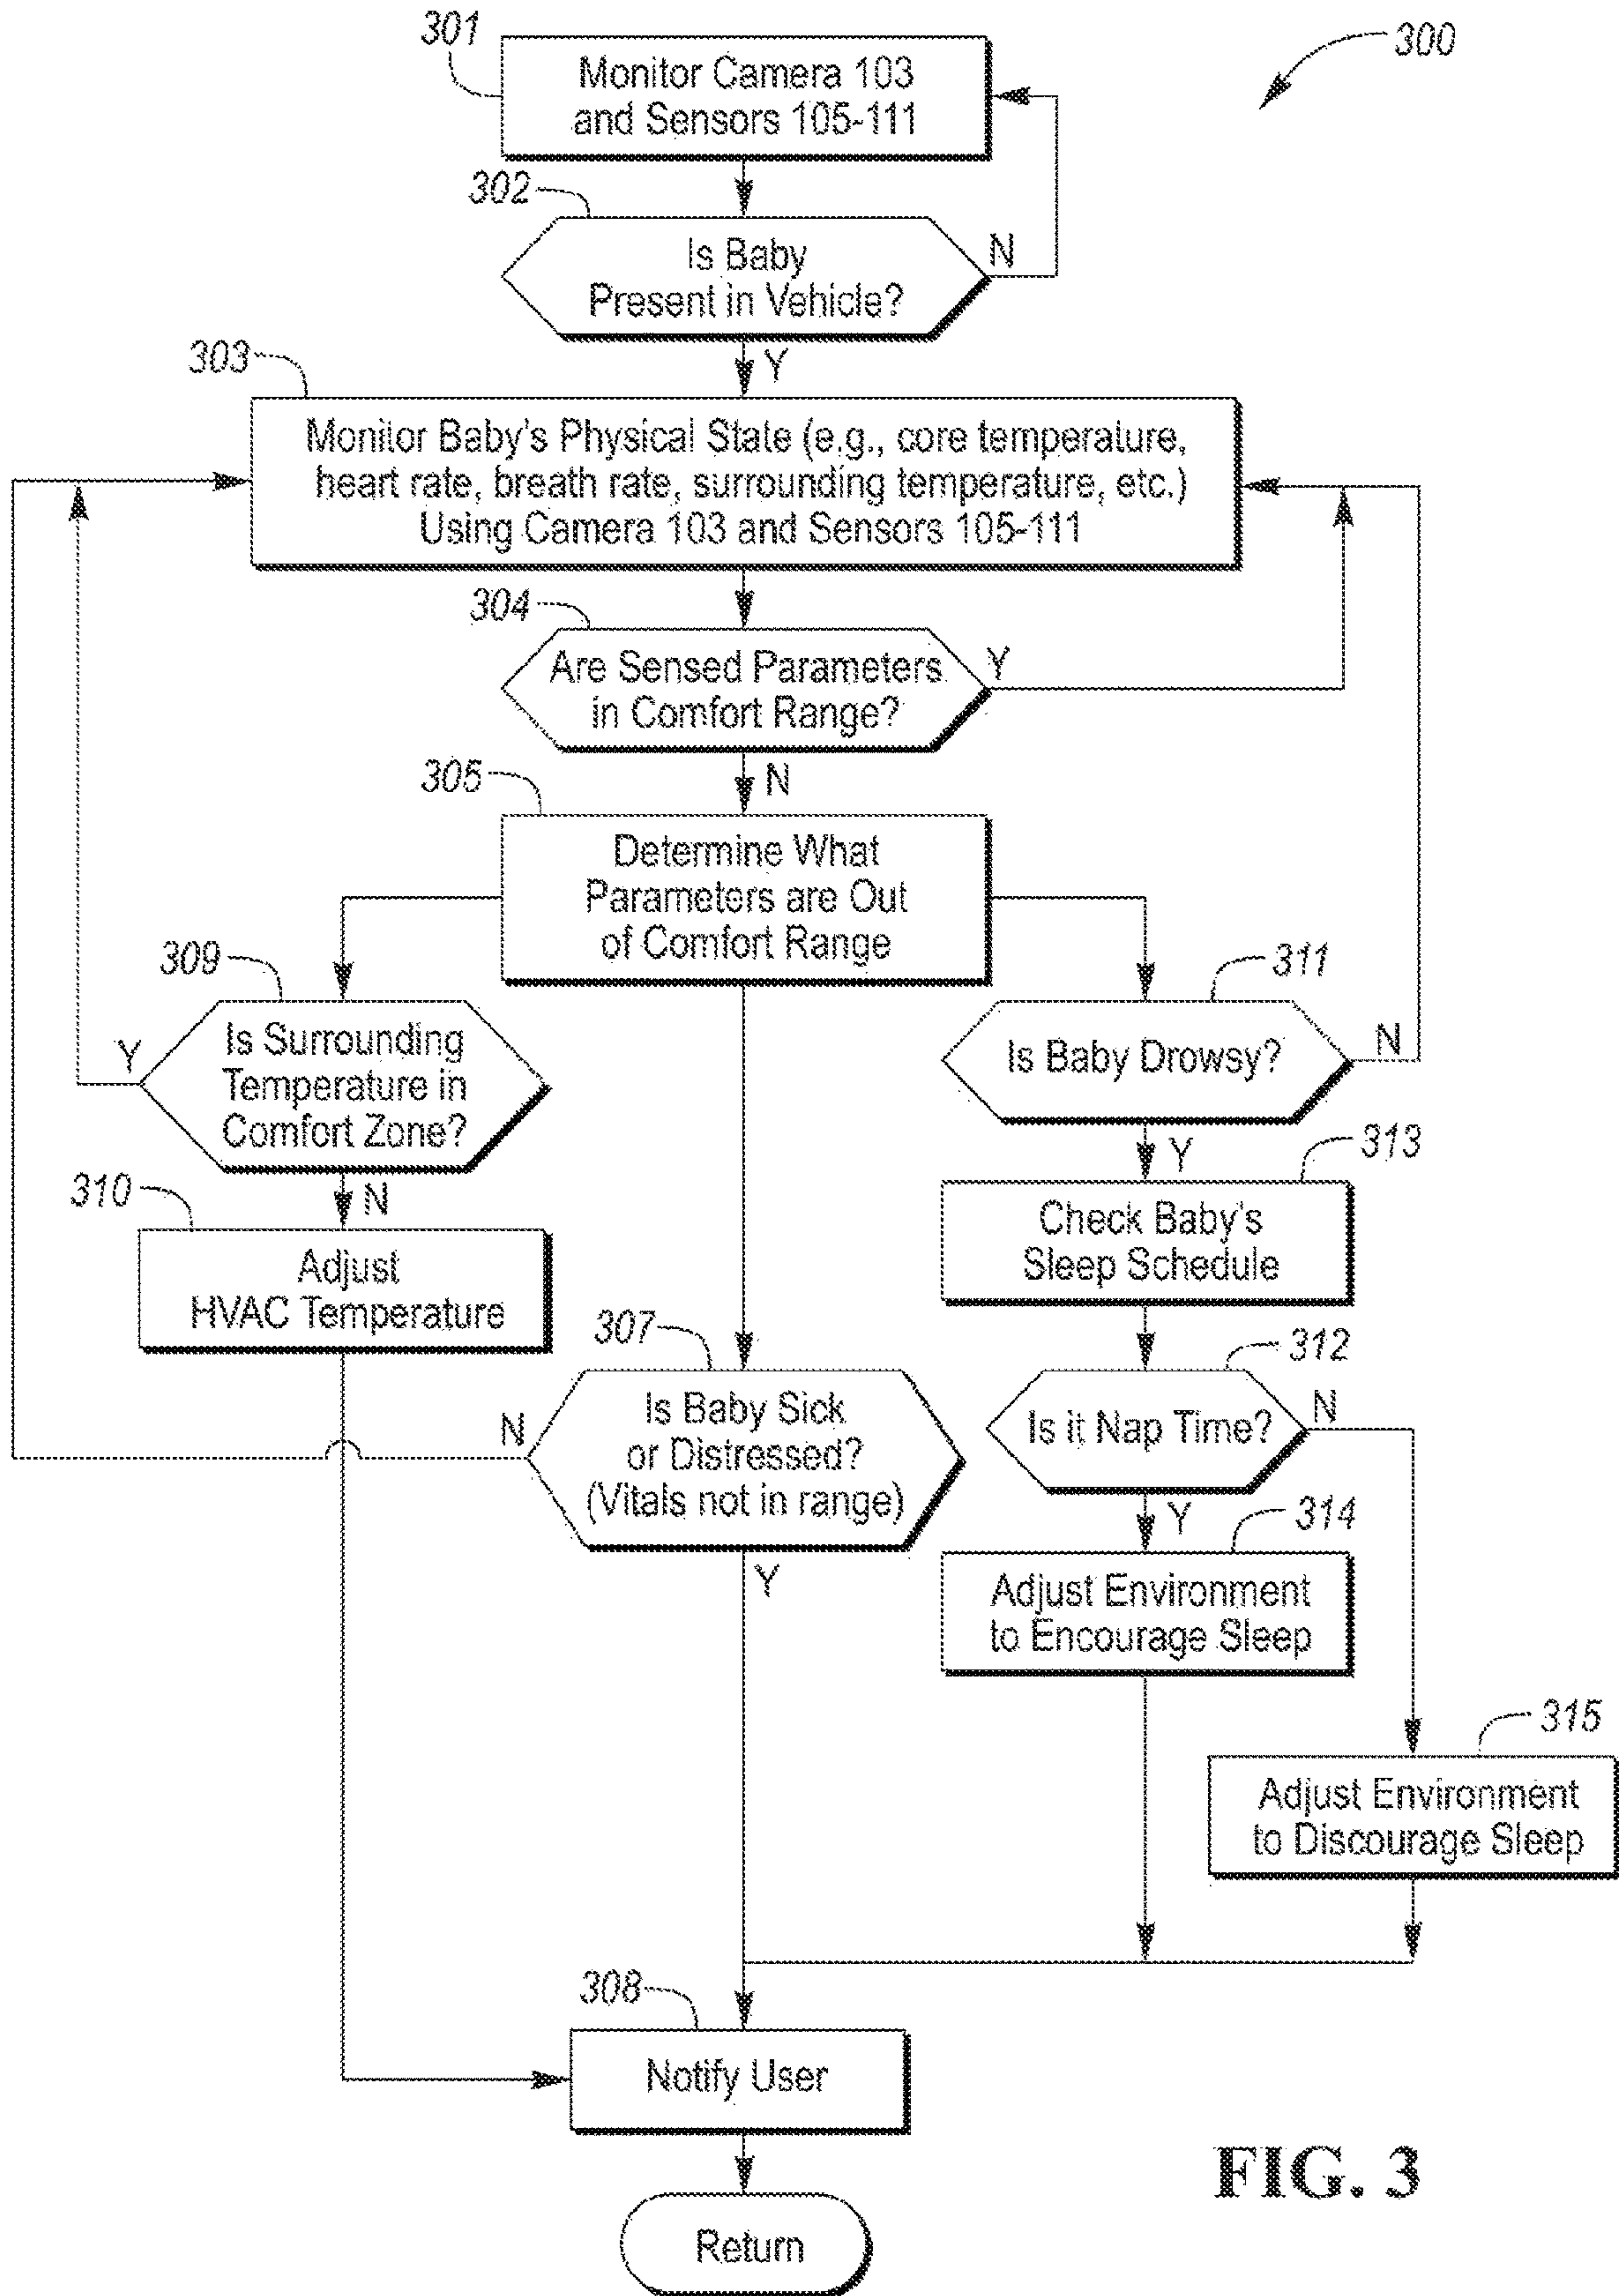 301
300
Monitor Camera 103
and Sensors 105-111
302
Is Baby
Present in Vehicle?
N
Y
303
Monitor Baby's Physical State (e.g., core temperature,
heart rate, breath rate, surrounding temperature, etc.)
Using Camera 103 and Sensors 105-111
304
Are Sensed Parameters
in Comfort Range?
Y
N
305
Determine What
Parameters are Out
of Comfort Range
309
Is Surrounding
Temperature in
Comfort Zone?
Y
N
311
Is Baby Drowsy?
N
Y
310
Adjust
HVAC Temperature
313
Check Baby's
Sleep Schedule
307
Is Baby Sick
or Distressed?
(Vitals not in range)
N
Y
312
Is it Nap Time?
N
Y
314
Adjust Environment
to Encourage Sleep
315
Adjust Environment
to Discourage Sleep
308
Notify User
Return
FIG. 3